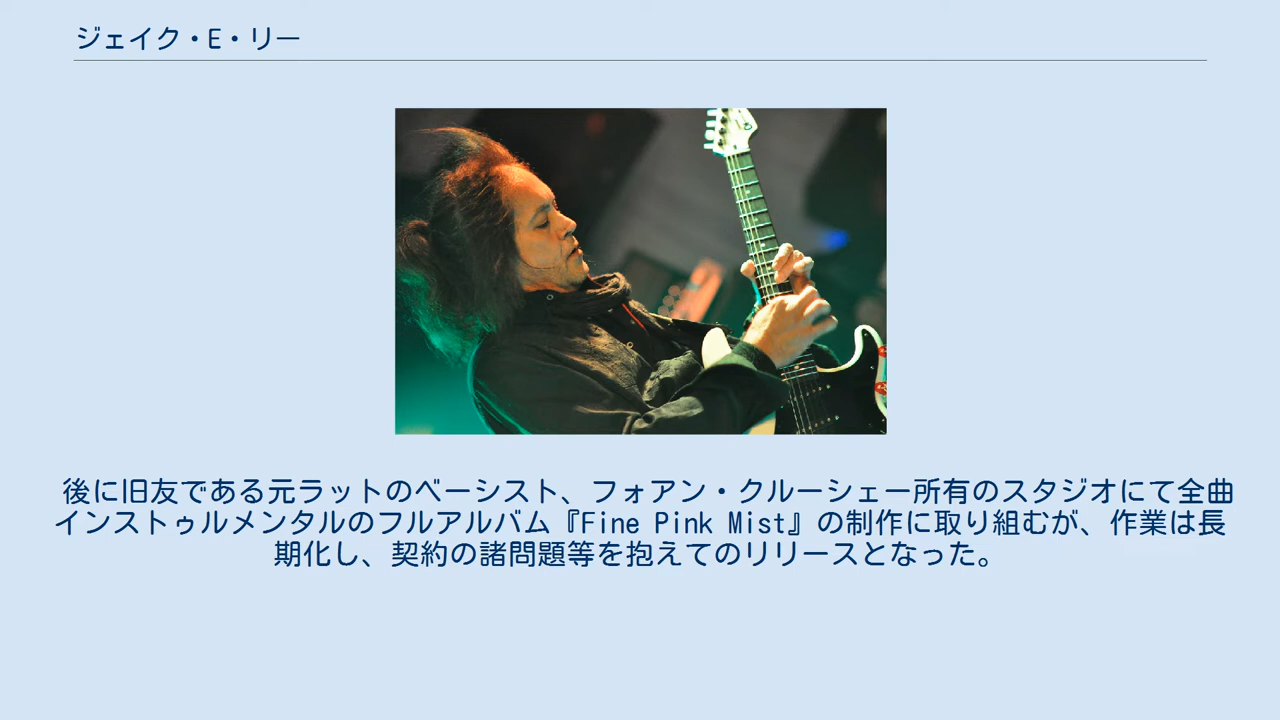 ジェイク・E・リー
後に旧友である元ラットのベーシスト、フォアン・クルーシェー所有のスタジオにて全曲
インストゥルメンタルのフルアルバム『Fine Pink Mist』の制作に取り組むが、作業は長
期化し、契約の諸問題等を抱えてのリリースとなった。